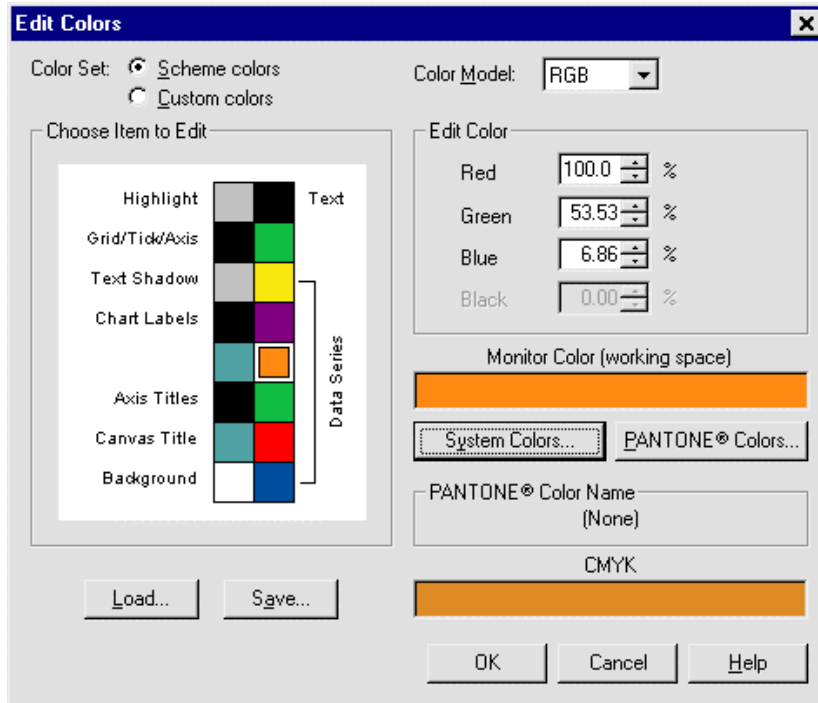 Edit Colors
Color Set: Scheme colors
Custom colors
Color Model: RGB
Choose Item to Edit
Highlight
Text
Grid/Tick/Axis
Text Shadow
Chart Labels
Data Series
Axis Titles
Canvas Title
Background
Load...
Save...
Edit Color
Red 100.0 %
Green 53.53 %
Blue 6.86 %
Black 0.00 %
Monitor Color (working space)
System Colors...
PANTONE® Colors...
PANTONE® Color Name
(None)
CMYK
OK
Cancel
Help